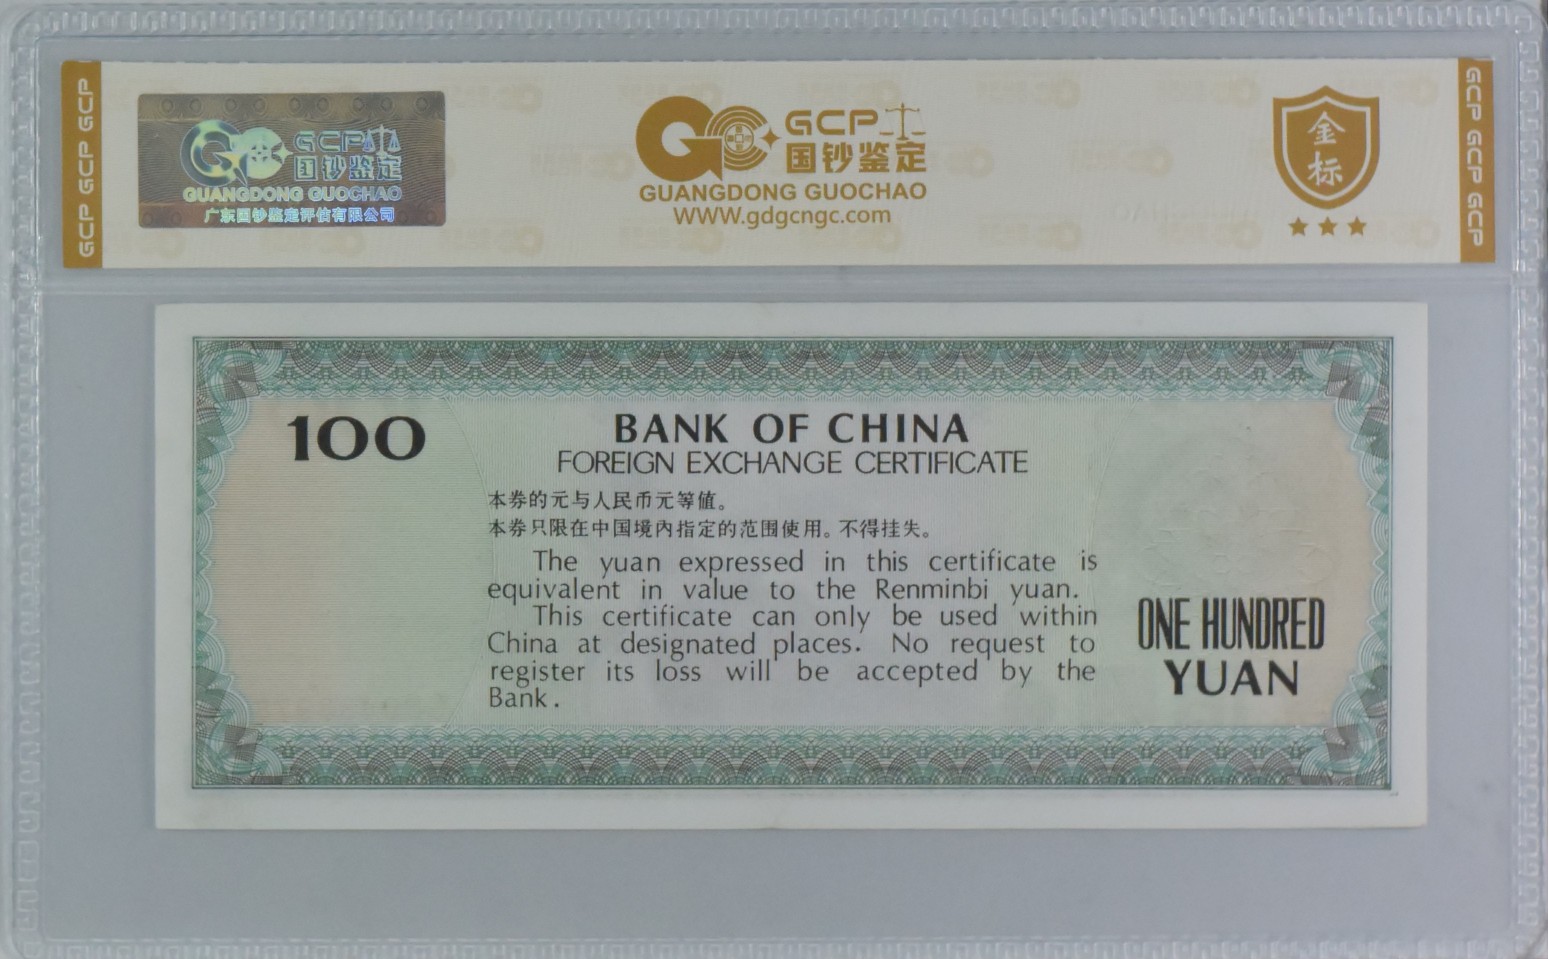 GCP GCP GCP
GCP
国钞鉴定
GUANGDONG GUOCHAO
广东国钞鉴定评估有限公司
GCP
国钞鉴定
GUANGDONG GUOCHAO
WWW.gdgcngc.com
金
标
GCP GCP GCP
100
BANK OF CHINA
FOREIGN EXCHANGE CERTIFICATE
本券的元与人民币元等值。
本券只限在中国境内指定的范围使用。不得挂失。
The yuan expressed in this certificate is
equivalent in value to the Renminbi yuan.
This certificate can only be used within
China at designated places. No request to
register its loss will be accepted by the
Bank.
ONE HUNDRED
YUAN